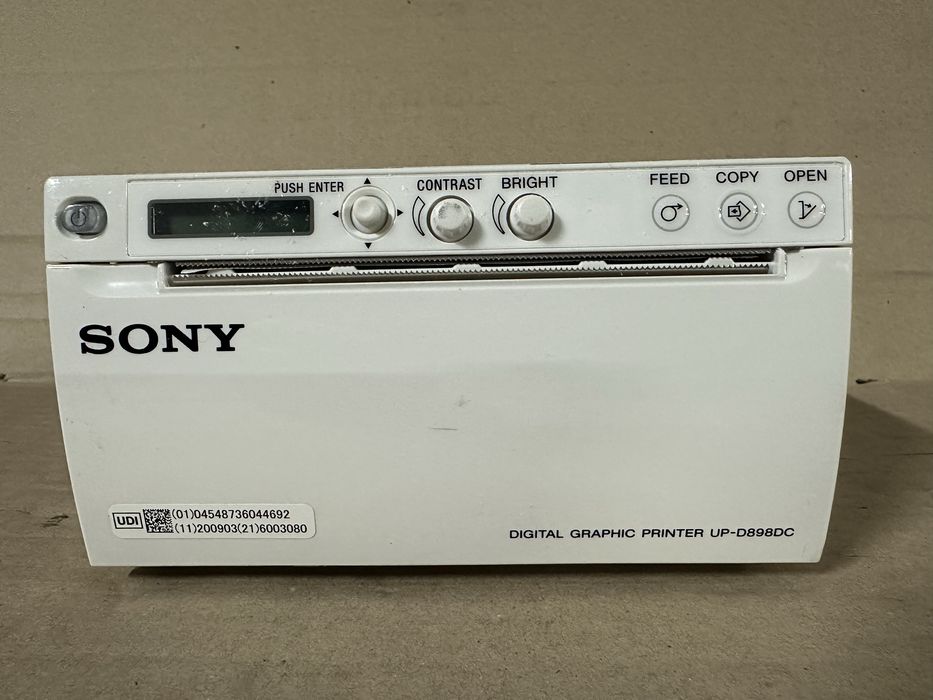 PUSH ENTER
CONTRAST
BRIGHT
FEED
COPY
OPEN
SONY
UDI
(01)04548736044692
(11)200903(21)6003080
DIGITAL GRAPHIC PRINTER UP-D898DC